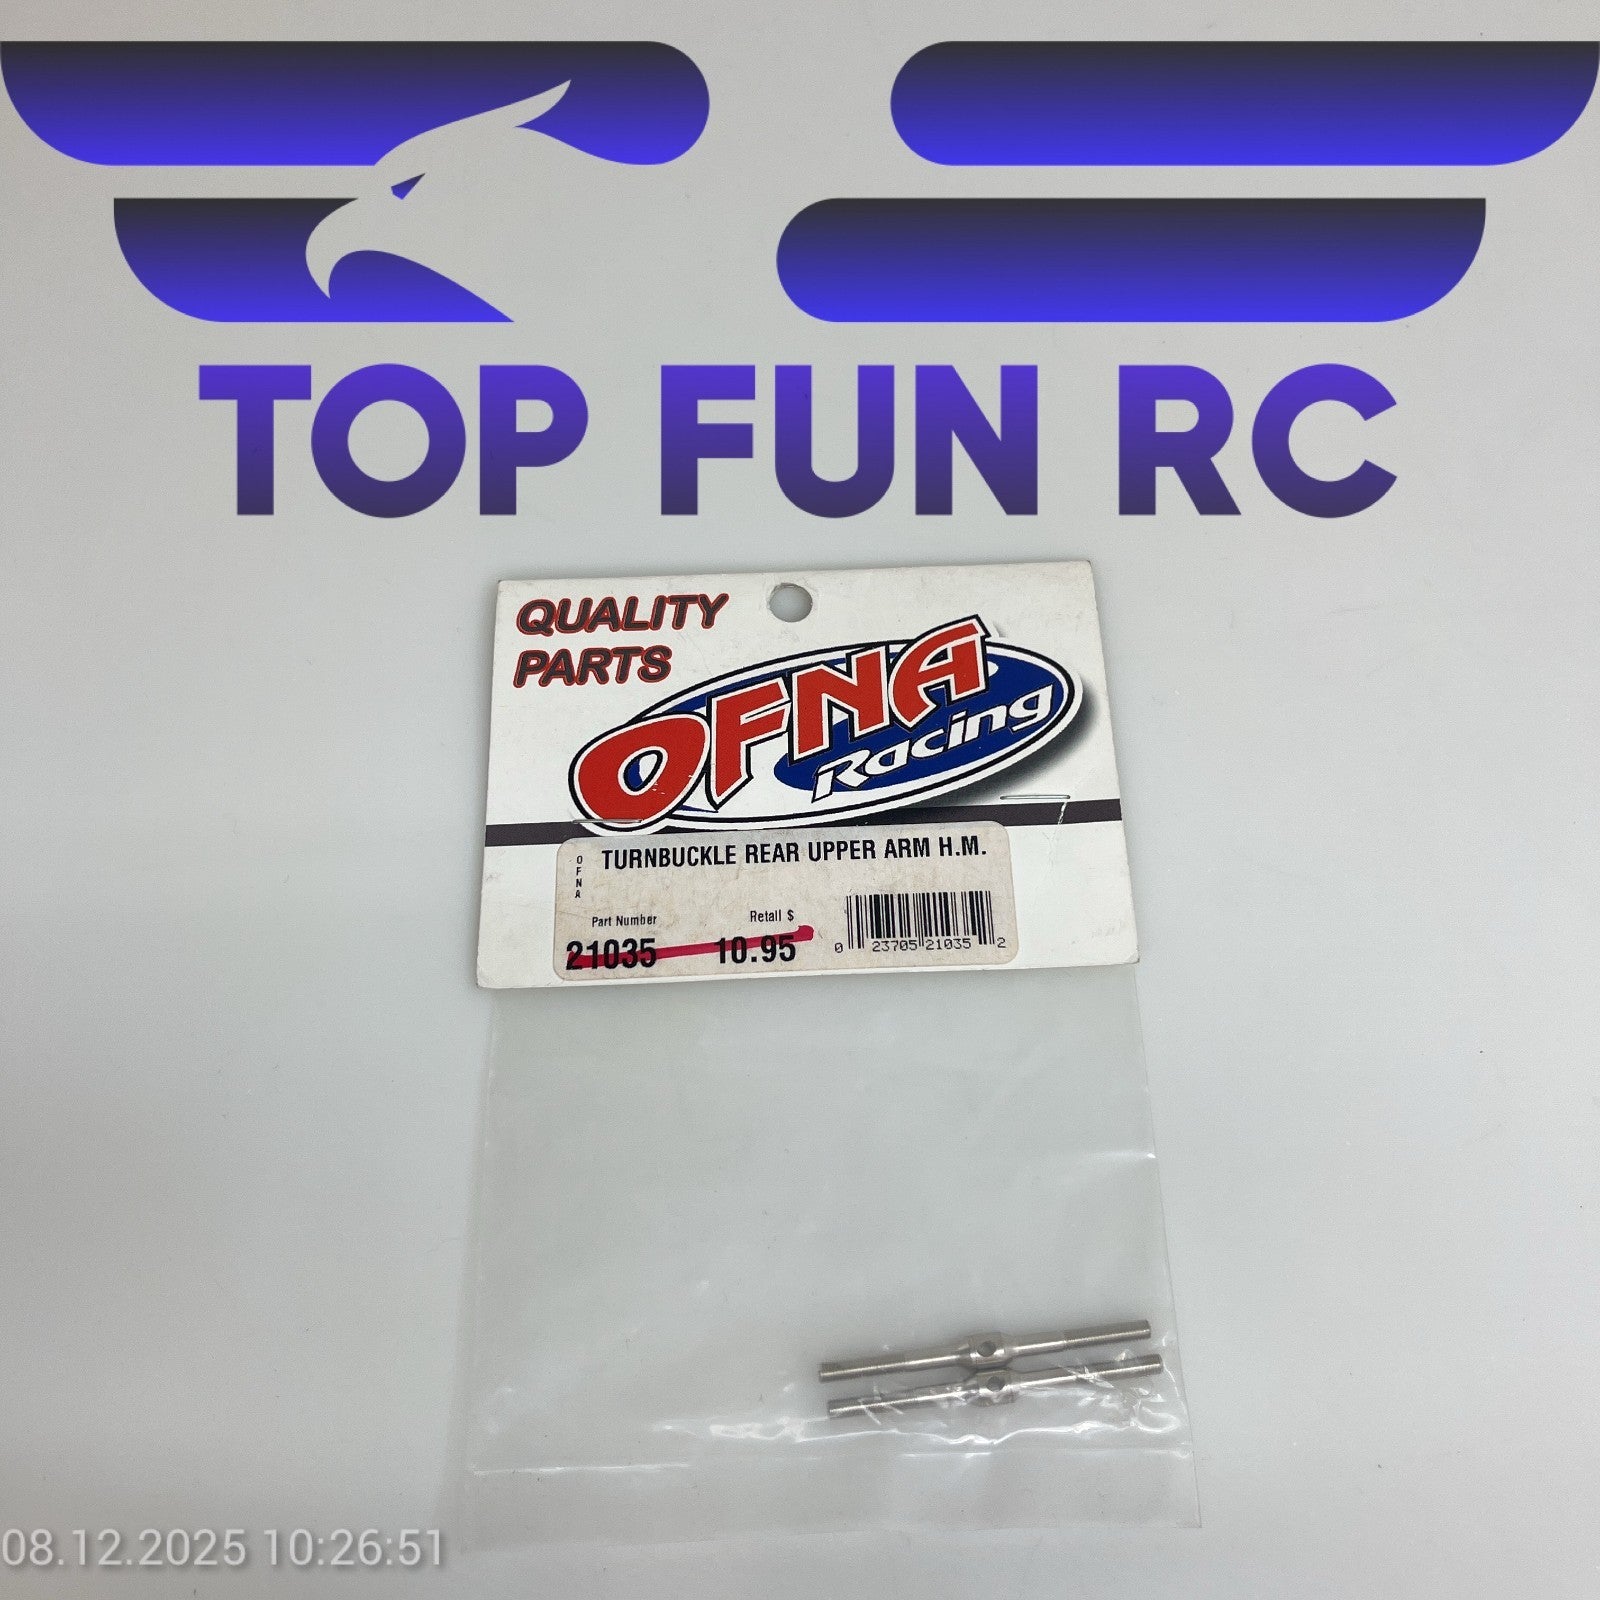 TOP FUN RC
QUALITY
PARTS
OFNA
Racing
OFNA
TURNBUCKLE REAR UPPER ARM H.M.
Part Number
Retail $
21035
10.95
0 23705 21035 2
08.12.2025 10:26:51